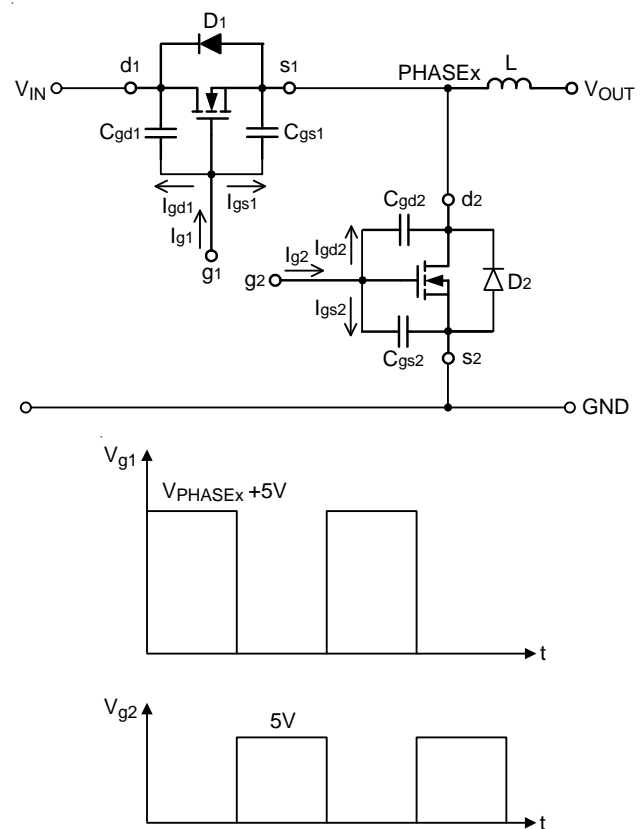 D1
d1
s1
VIN
PHASEx
L
VOUT
Cgd1
Cgs1
Igd1
Igs1
Ig1
g1
Cgd2
d2
Ig2
Igd2
g2
D2
Igs2
Cgs2
s2
GND
Vg1
VPHASEx +5V
t
Vg2
5V
t